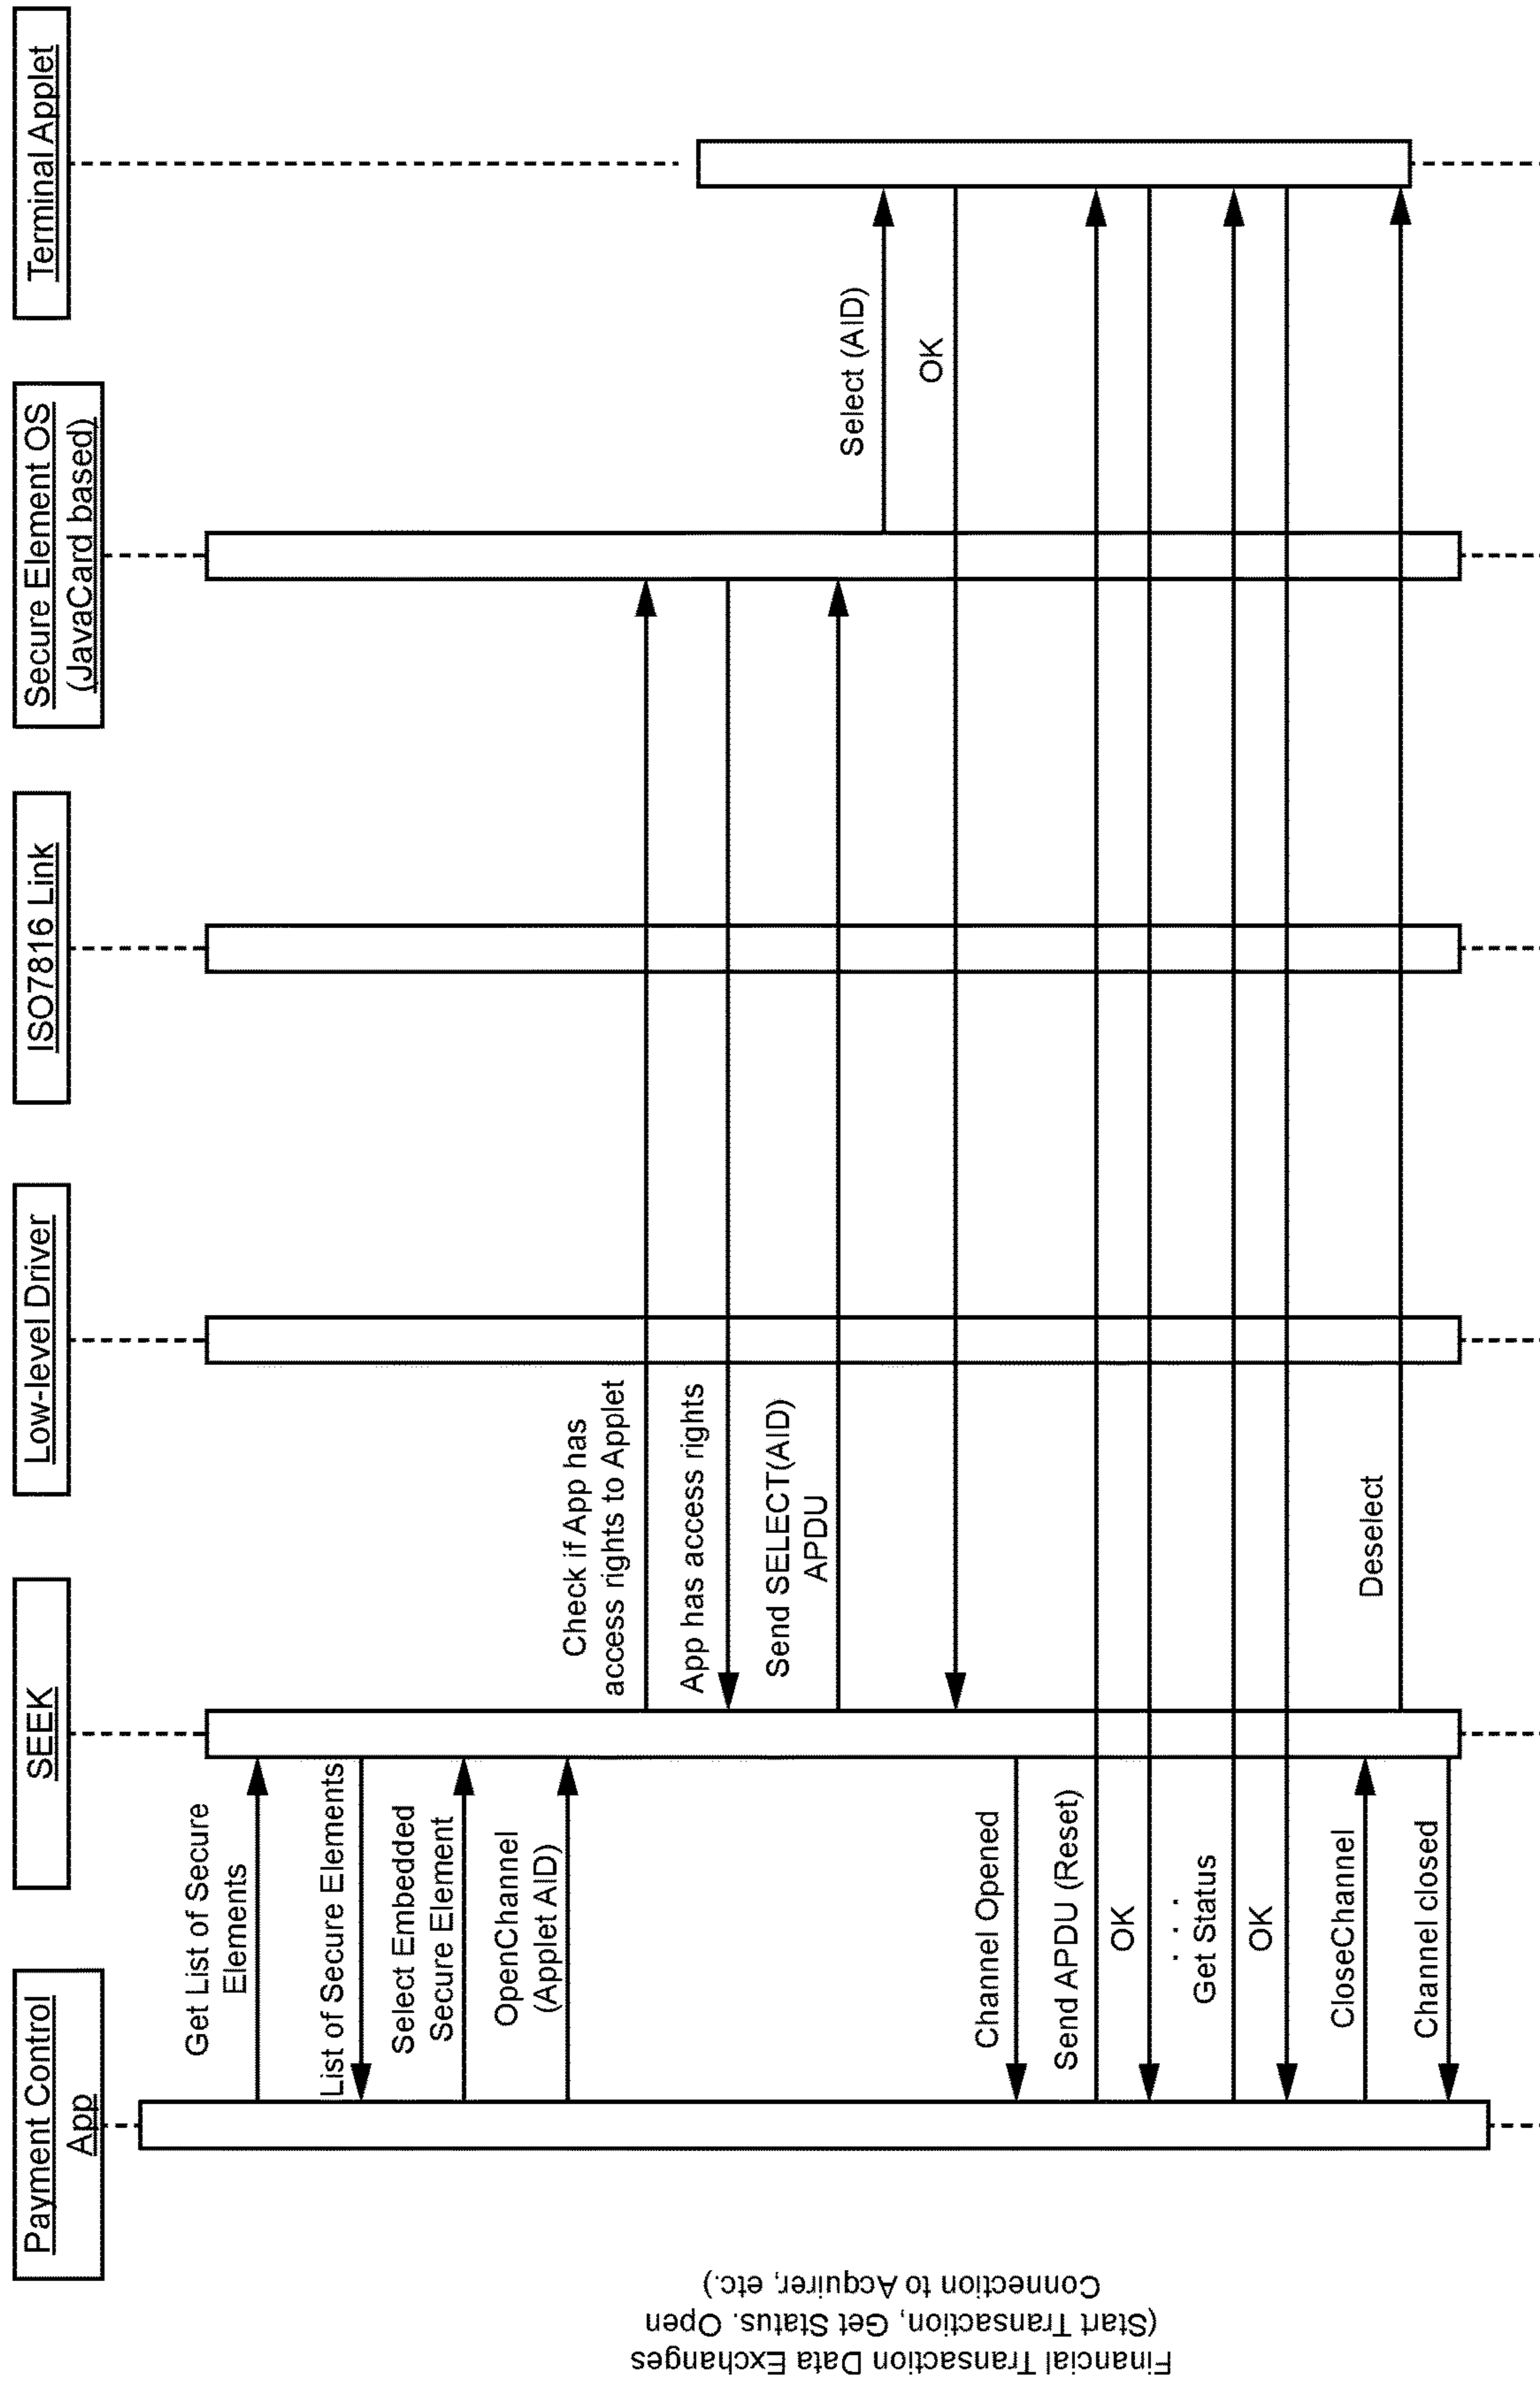 Payment Control
App
SEEK
Low-level Driver
ISO7816 Link
Secure Element OS
(JavaCard based)
Terminal Applet
Get List of Secure
Elements
List of Secure Elements
Select Embedded
Secure Element
OpenChannel
(Applet AID)
Check if App has
access rights to Applet
App has access rights
Send SELECT(AID)
APDU
Select (AID)
OK
Channel Opened
Send APDU (Reset)
OK
. . .
Get Status
OK
CloseChannel
Deselect
Channel closed
Financial Transaction Data Exchanges
(Start Transaction, Get Status. Open
Connection to Acquirer, etc.)